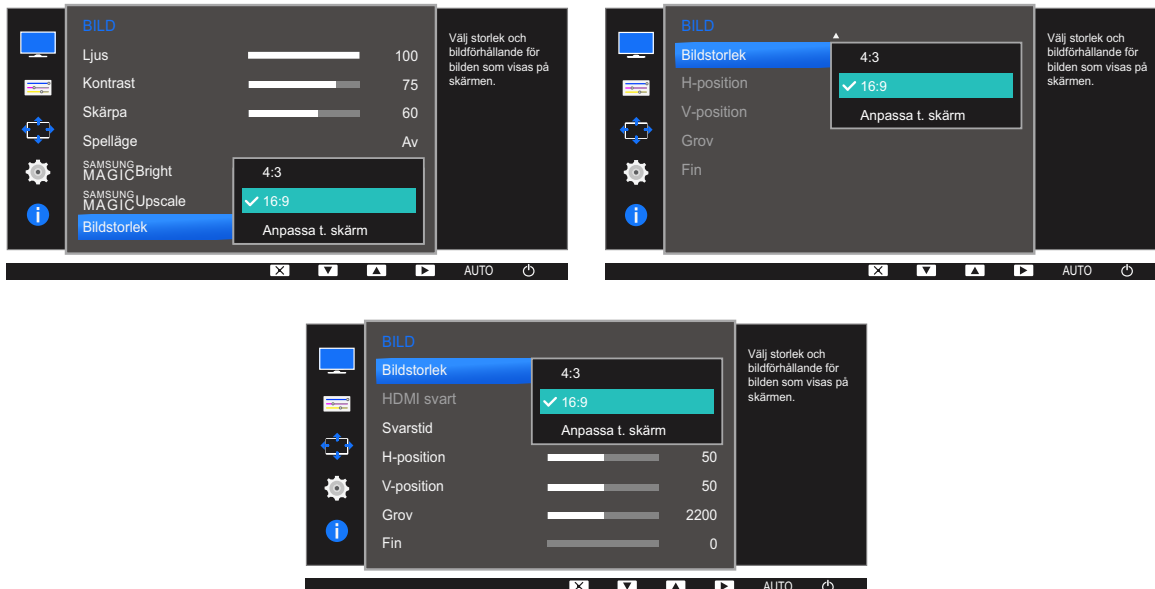 BILD
Ljus 100
Kontrast 75
Skärpa 60
Spelläge Av
SAMSUNG MAGIC Bright
SAMSUNG MAGIC Upscale
Bildstorlek
4:3
16:9
Anpassa t. skärm
Välj storlek och
bildförhållande för
bilden som visas på
skärmen.
AUTO
BILD
Bildstorlek
H-position
V-position
Grov
Fin
4:3
16:9
Anpassa t. skärm
Välj storlek och
bildförhållande för
bilden som visas på
skärmen.
AUTO
BILD
Bildstorlek
HDMI svart
Svarstid
4:3
16:9
Anpassa t. skärm
H-position 50
V-position 50
Grov 2200
Fin 0
Välj storlek och
bildförhållande för
bilden som visas på
skärmen.
AUTO